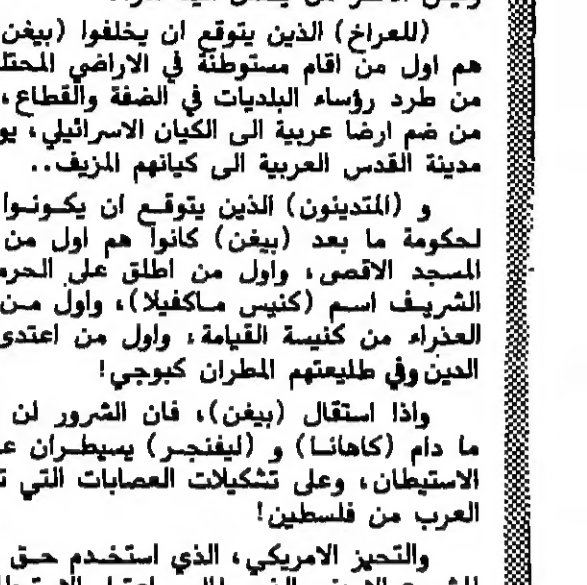 (للعراخ) الذين يتوقع ان يخلفوا (بيغن
هم اول من اقام مستوطنة في الاراضي المحتلة
من طرد رؤساء البلديات في الضفة والقطاع،
من ضم ارضا عربية الى الكيان الاسرائيلي، يو
مدينة القدس العربية الى كيانهم المزيف..
و (المتدينون) الذين يتوقع ان يكونوا
لحكومة ما بعد (بيغن) كانوا هم اول من
المسجد الاقصى، واول من اطلق على الحرم
الشريف اسم (كنيس ماكفيلا)، واول من
العذراء من كنيسة القيامة، واول من اعتدى
الدين وفي طليعتهم المطران كبوجي!
واذا استقال (بيغن)، فان الشرور لن
ما دام (كاهانا) و (ليفنجر) يسيطران ع
الاستيطان، وعلى تشكيلات العصابات التي ت
العرب من فلسطين!
والتحيز الامريكي، الذي استخدم حق